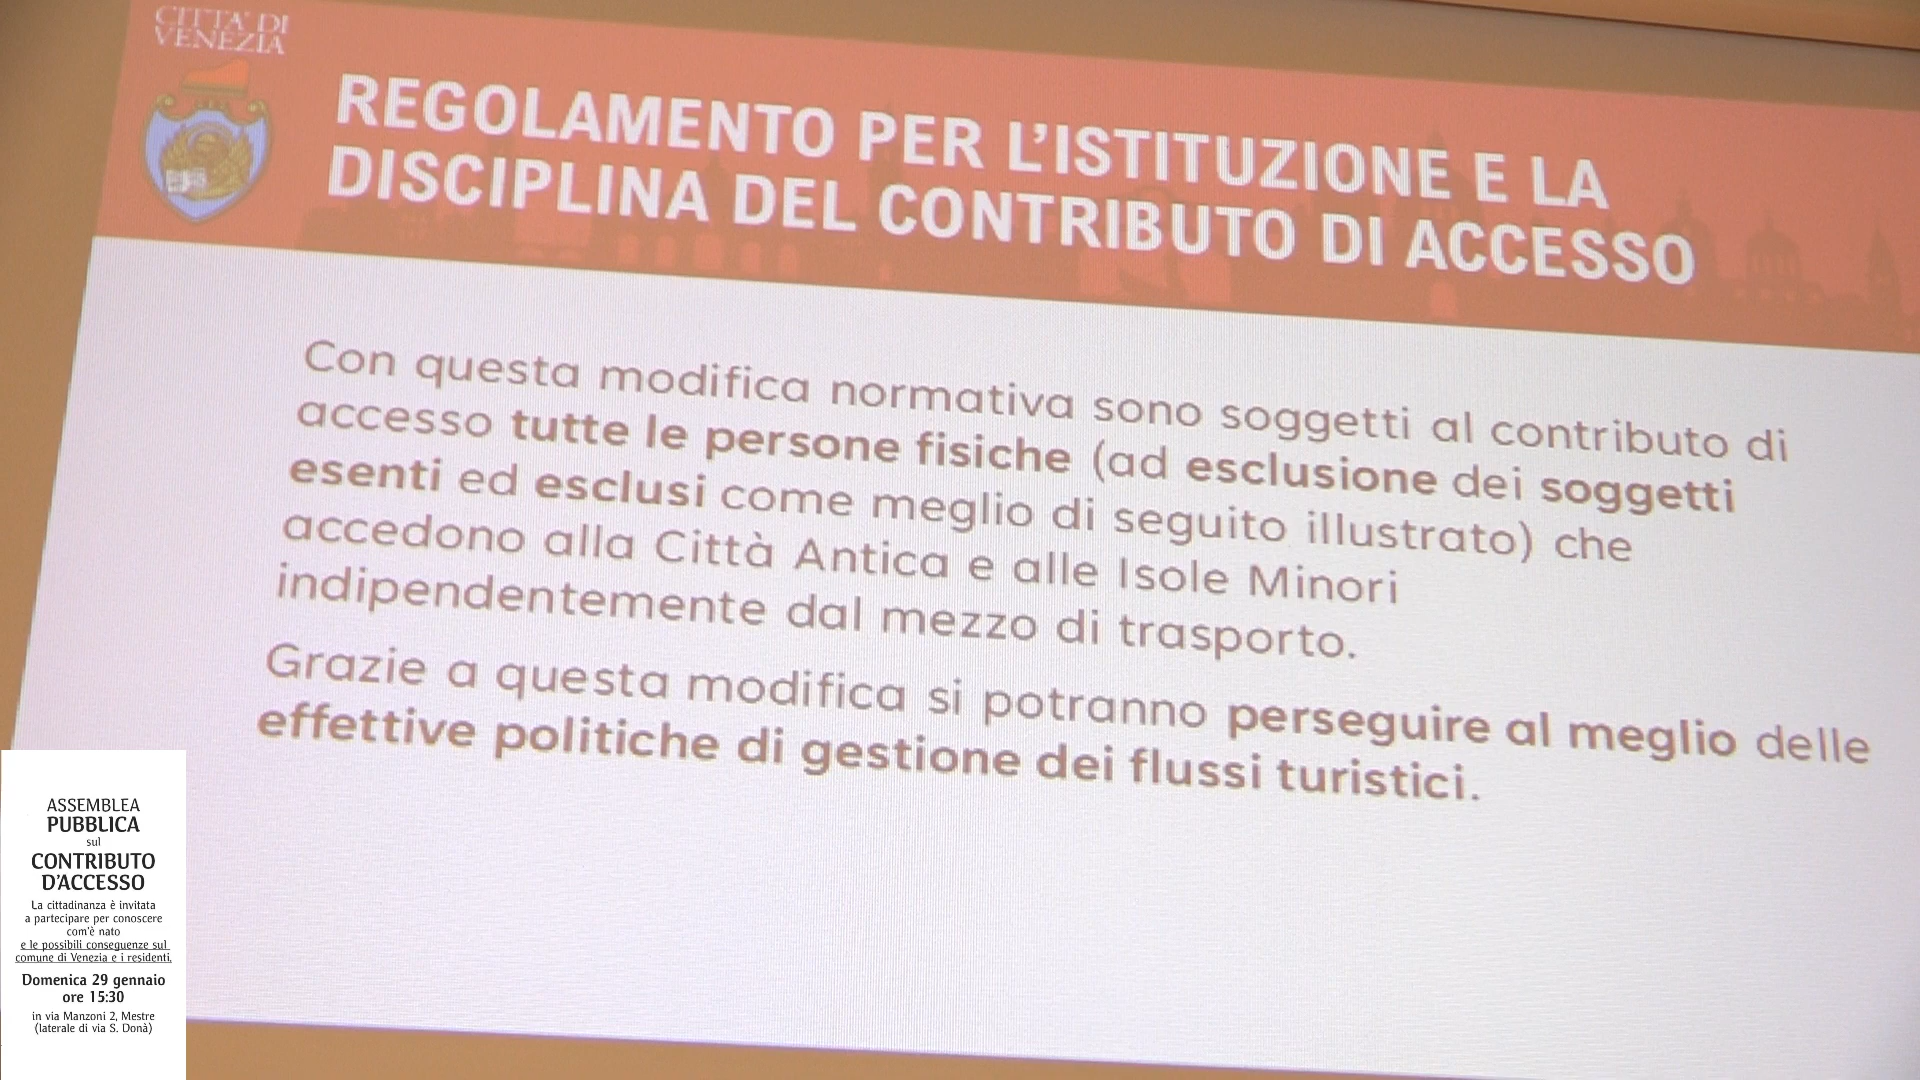 CITTA' DI
VENEZIA
REGOLAMENTO PER L'ISTITUZIONE E LA
DISCIPLINA DEL CONTRIBUTO DI ACCESSO
Con questa modifica normativa sono soggetti al contributo di
accesso tutte le persone fisiche (ad esclusione dei soggetti
esenti ed esclusi come meglio di seguito illustrato) che
accedono alla Città Antica e alle Isole Minori
indipendentemente dal mezzo di trasporto.
Grazie a questa modifica si potranno perseguire al meglio delle
effettive politiche di gestione dei flussi turistici.
ASSEMBLEA
PUBBLICA
sul
CONTRIBUTO
D'ACCESSO
La cittadinanza è invitata
a partecipare per conoscere
com'è nato
e le possibili conseguenze sul
comune di Venezia e i residenti.
Domenica 29 gennaio
ore 15:30
in via Manzoni 2, Mestre
(laterale di via S. Donà)